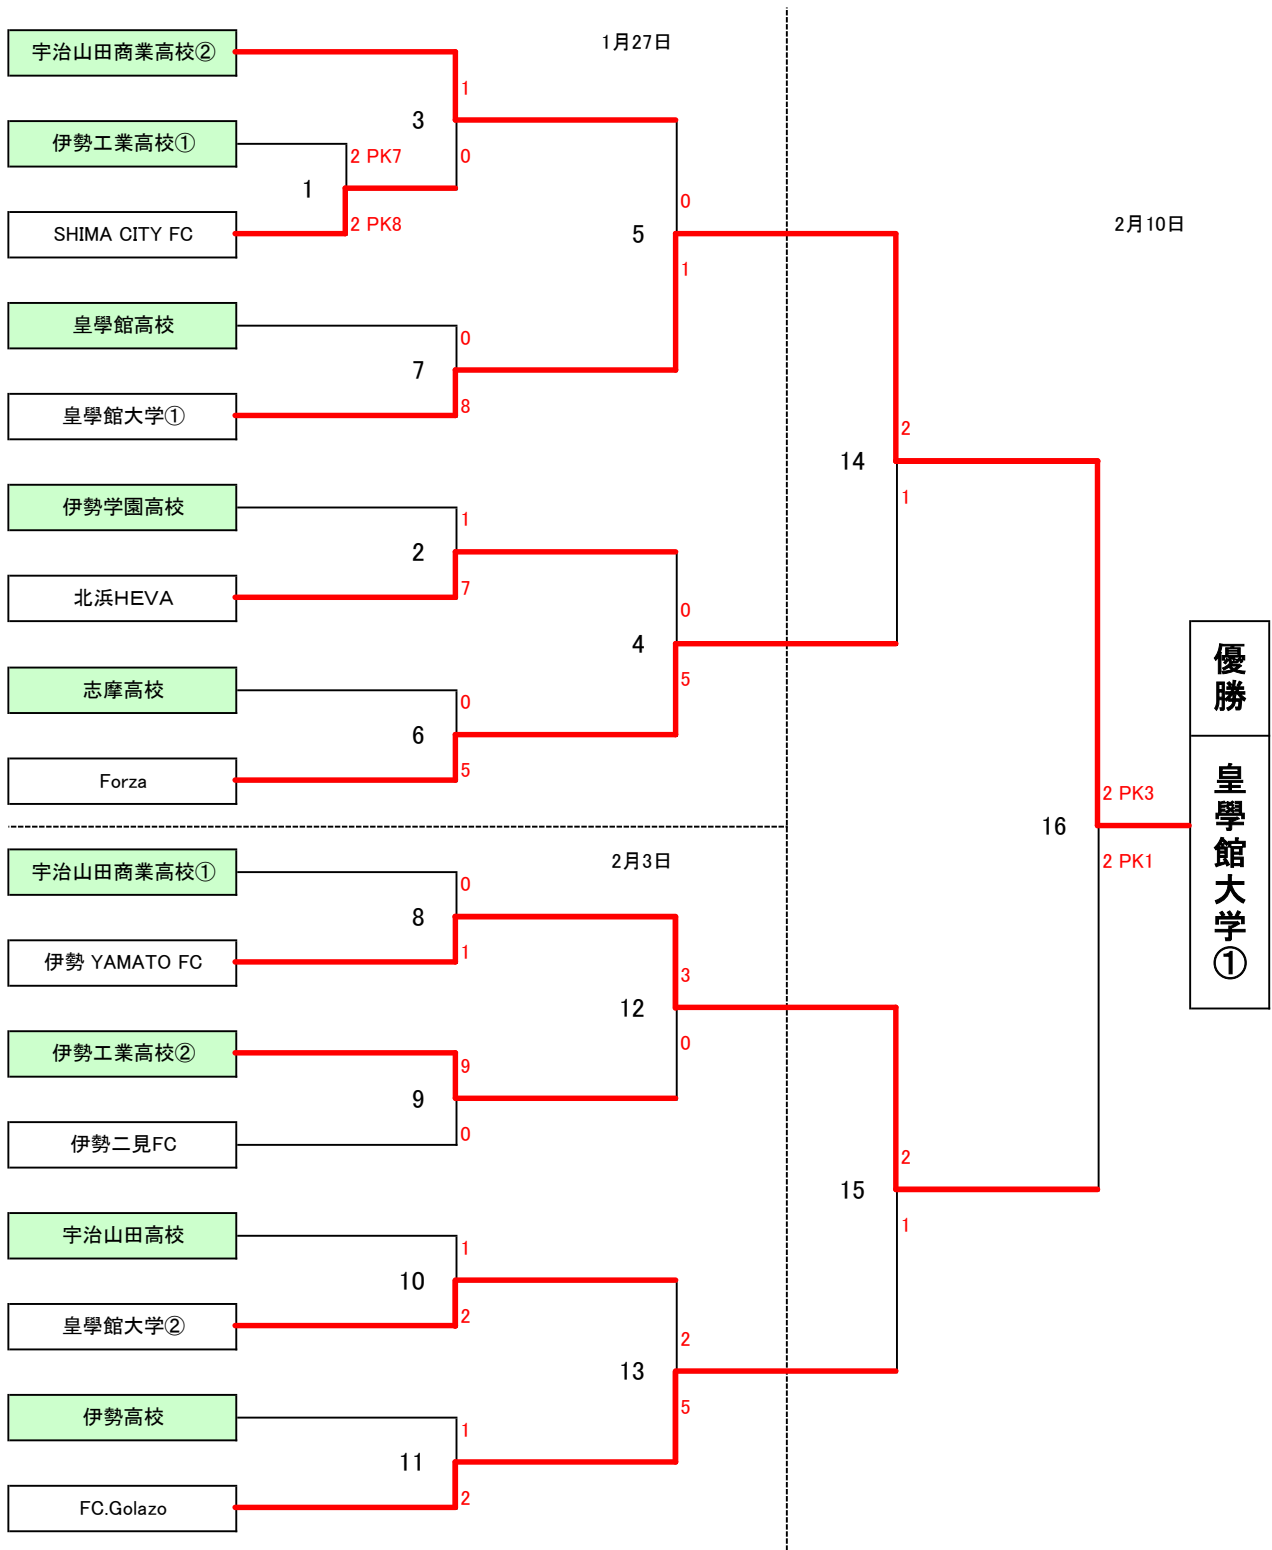 1月27日
宇治山田商業高校②
1
3
伊勢工業高校①
2 PK7
0
1
SHIMA CITY FC
2 PK8
0
5
1
2月10日
皇學館高校
0
7
皇學館大学①
8
2
14
1
伊勢学園高校
1
2
北浜HEVA
7
0
4
5
志摩高校
0
6
Forza
5
優勝
皇學館大学①
2 PK3
16
2 PK1
2月3日
宇治山田商業高校①
0
8
伊勢 YAMATO FC
1
3
12
0
伊勢工業高校②
9
9
伊勢二見FC
0
2
15
1
宇治山田高校
1
10
皇學館大学②
2
2
13
5
伊勢高校
1
11
FC.Golazo
2